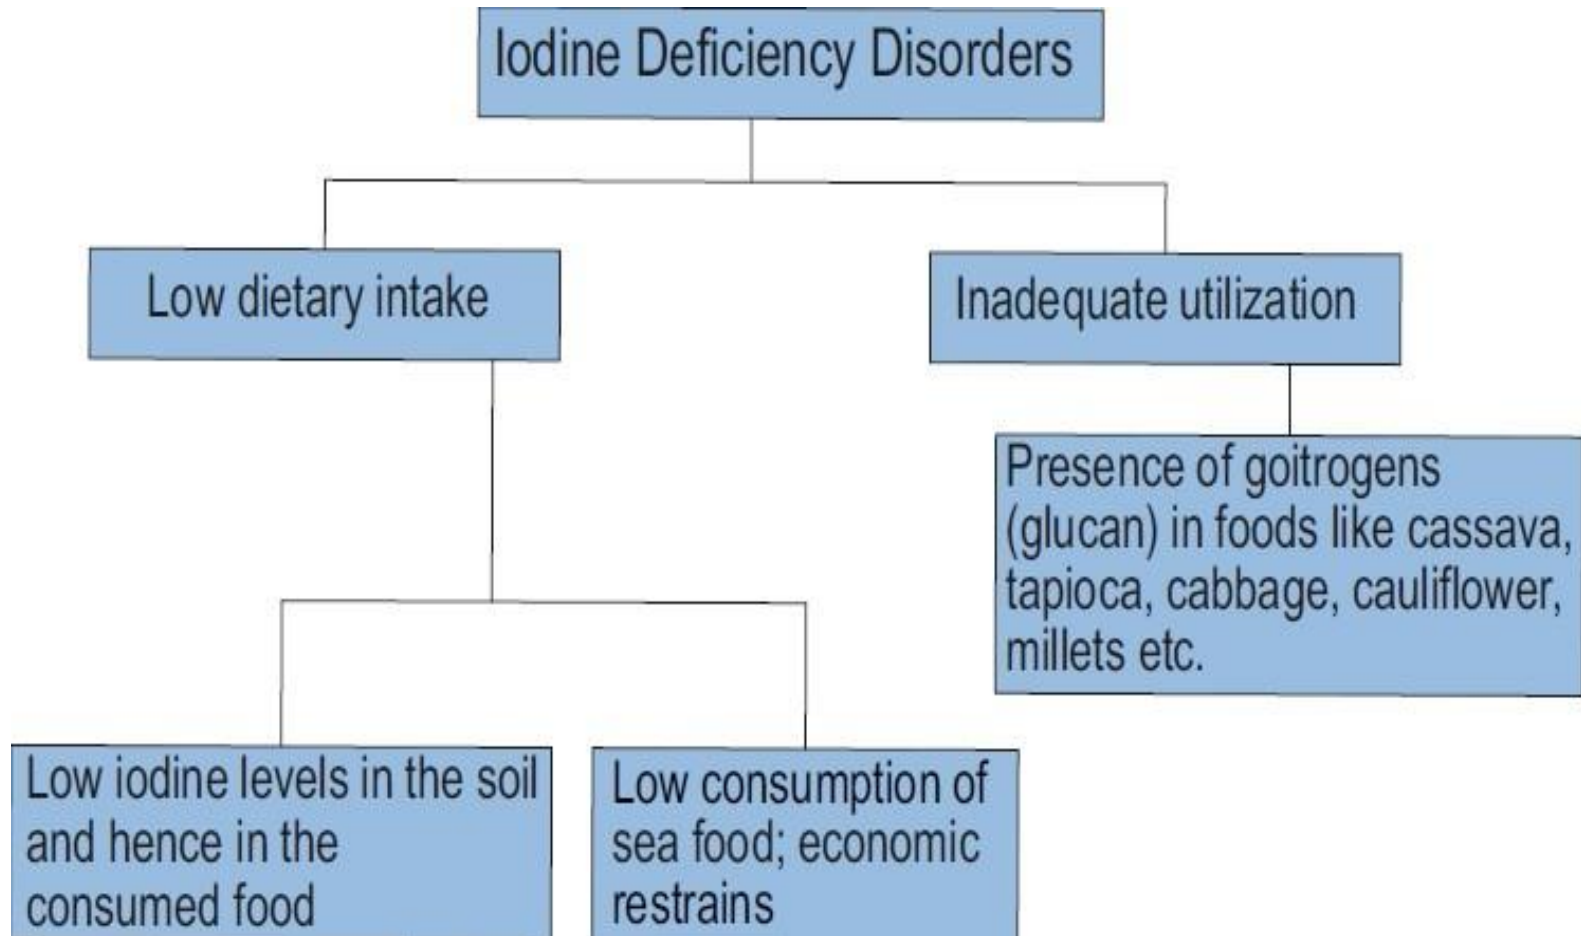 Iodine Deficiency Disorders
Low dietary intake
Inadequate utilization
Presence of goitrogens
(glucan) in foods like cassava,
tapioca, cabbage, cauliflower,
millets etc.
Low iodine levels in the soil
and hence in the
consumed food
Low consumption of
sea food; economic
restrains